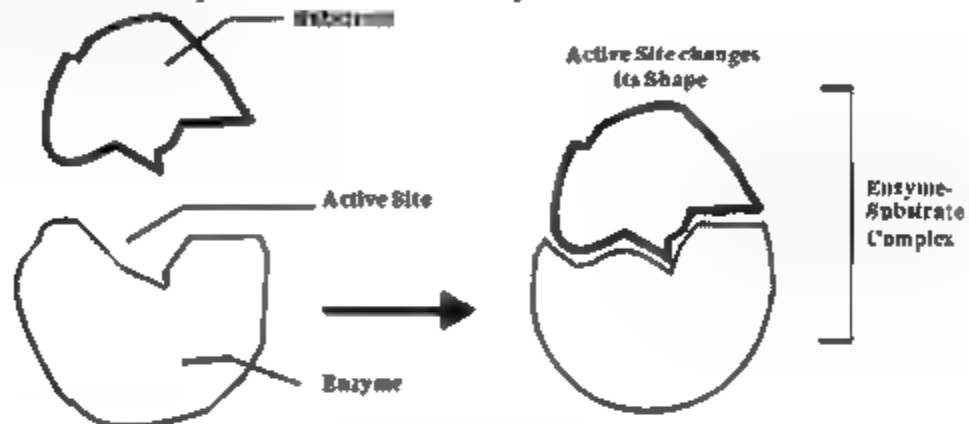 Active Site changes
Its Shape
Active Site
Enzyme-
Substrate
Complex
Enzyme